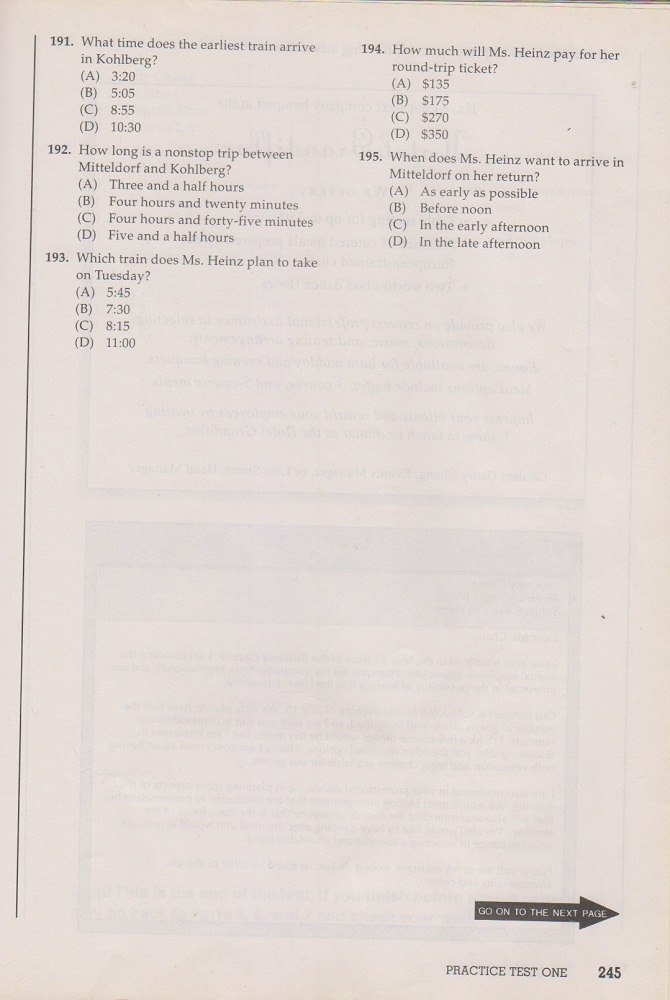 191. What time does the earliest train arrive
in Kohlberg?
(A) 3:20
(B) 5:05
(C) 8:55
(D) 10:30
192. How long is a nonstop trip between
Mitteldorf and Kohlberg?
(A) Three and a half hours
(B) Four hours and twenty minutes
(C) Four hours and forty-five minutes
(D) Five and a half hours
193. Which train does Ms. Heinz plan to take
on Tuesday?
(A) 5:45
(B) 7:30
(C) 8:15
(D) 11:00
194. How much will Ms. Heinz pay for her
round-trip ticket?
(A) $135
(B) $175
(C) $270
(D) $350
195. When does Ms. Heinz want to arrive in
Mitteldorf on her return?
(A) As early as possible
(B) Before noon
(C) In the early afternoon
(D) In the late afternoon
GO ON TO THE NEXT PAGE
PRACTICE TEST ONE 245